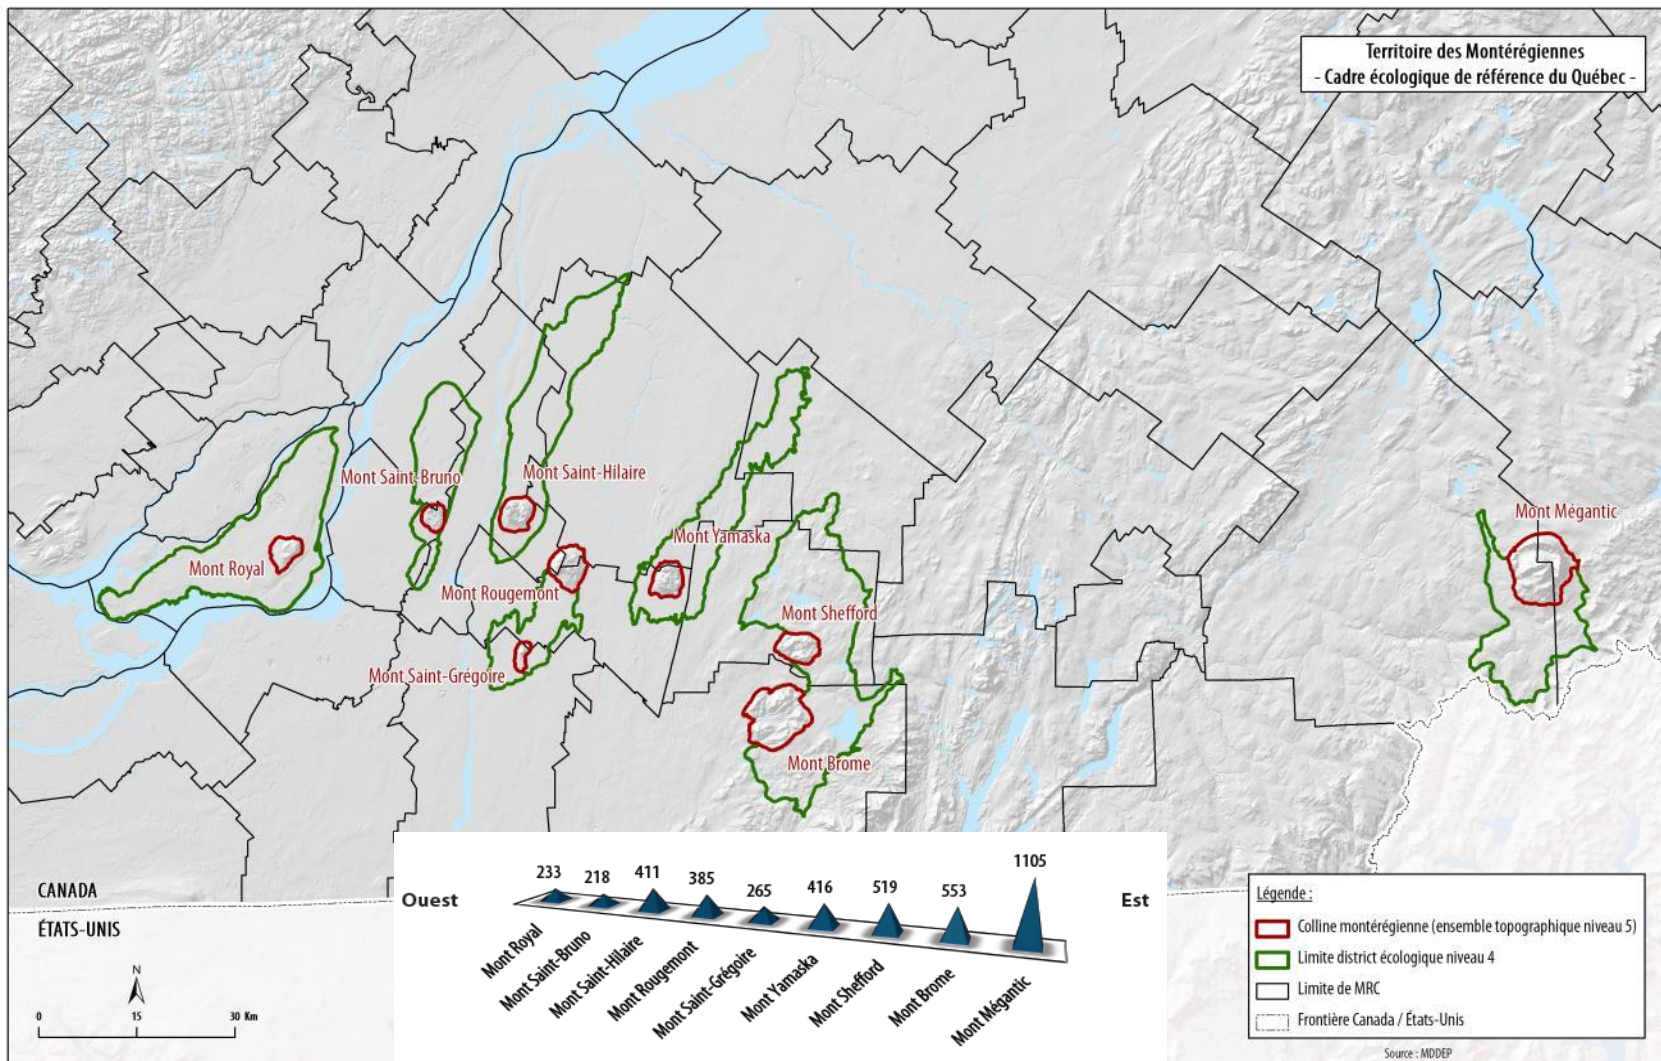 Territoire des Montérégiennes
- Cadre écologique de référence du Québec -
Mont Saint-Bruno
Mont Saint-Hilaire
Mont Royal
Mont Rougemont
Mont Yamaska
Mont Saint-Grégoire
Mont Shefford
Mont Brome
Mont Mégantic
CANADA
ÉTATS-UNIS
N
0 15 30 Km
Ouest
Est
233
218
411
385
265
416
519
553
1105
Mont Royal
Mont Saint-Bruno
Mont Saint-Hilaire
Mont Rougemont
Mont Saint-Grégoire
Mont Yamaska
Mont Shefford
Mont Brome
Mont Mégantic
Légende :
Colline montérégienne (ensemble topographique niveau 5)
Limite district écologique niveau 4
Limite de MRC
Frontière Canada / États-Unis
Source : MDDEP